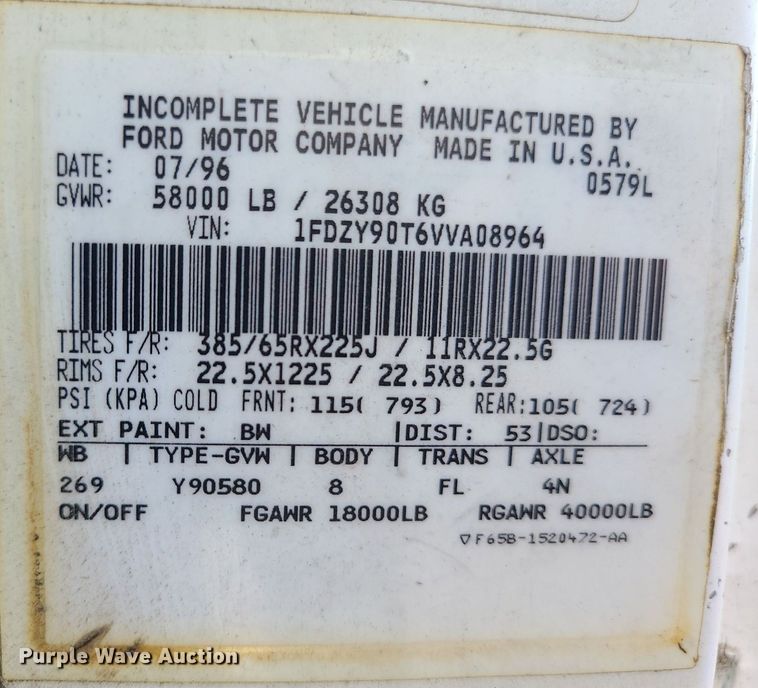 INCOMPLETE VEHICLE MANUFACTURED BY
FORD MOTOR COMPANY MADE IN U.S.A.
DATE: 07/96 0579L
GVWR: 58000 LB / 26308 KG
VIN: 1FDZY90T6VVA08964
TIRES F/R: 385/65RX225J / 11RX22.5G
RIMS F/R: 22.5X1225 / 22.5X8.25
PSI (KPA) COLD FRNT: 115( 793) REAR:105( 724)
EXT PAINT: BW |DIST: 53|DSO:
WB | TYPE-GVW | BODY | TRANS | AXLE
269 Y90580 8 FL 4N
ON/OFF FGAWR 18000LB RGAWR 40000LB
▽F65B-1520472-AA
Purple Wave Auction